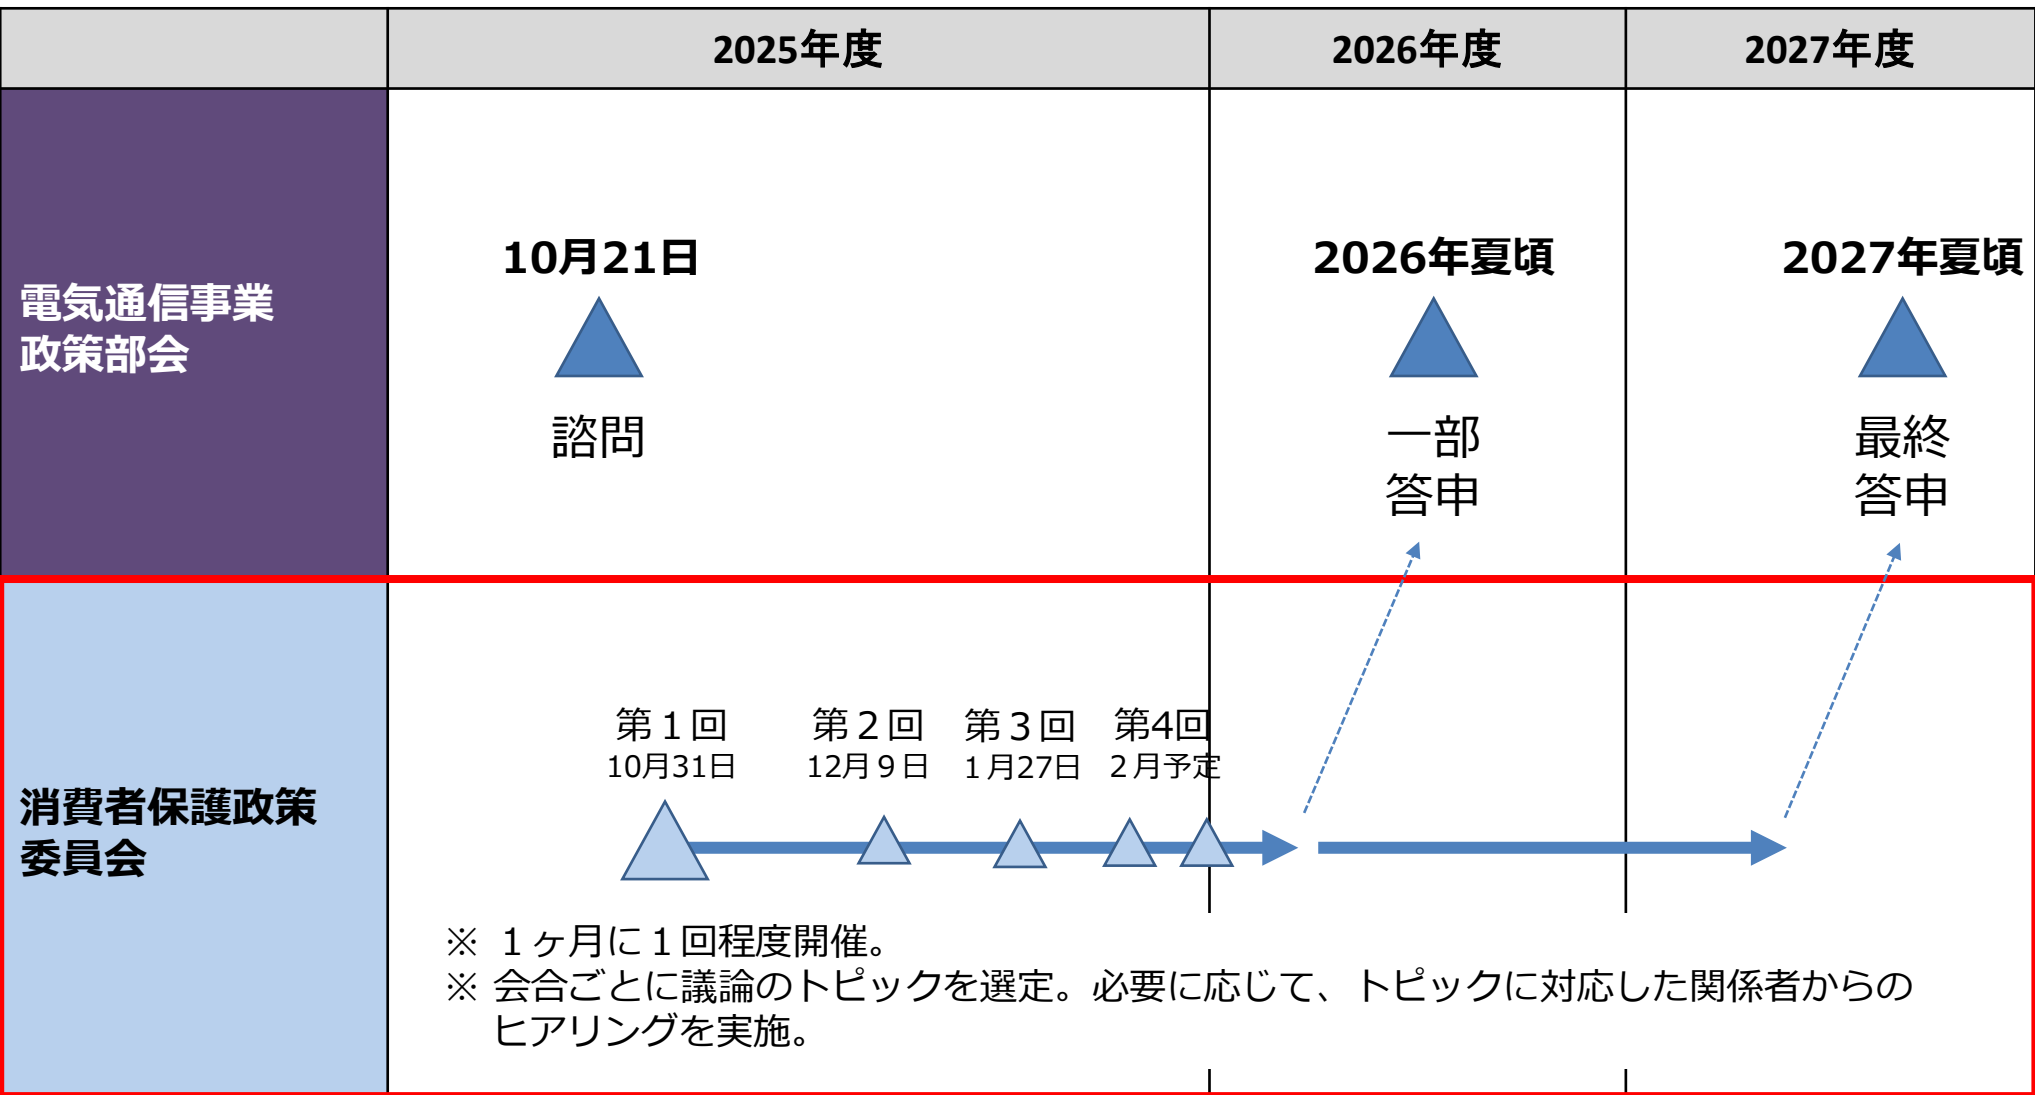 2025年度
2026年度
2027年度
電気通信事業
政策部会
10月21日
諮問
2026年夏頃
一部
答申
2027年夏頃
最終
答申
消費者保護政策
委員会
第１回
10月31日
第２回
12月９日
第３回
１月27日
第4回
２月予定
※ １ヶ月に１回程度開催。
※ 会合ごとに議論のトピックを選定。必要に応じて、トピックに対応した関係者からの
ヒアリングを実施。